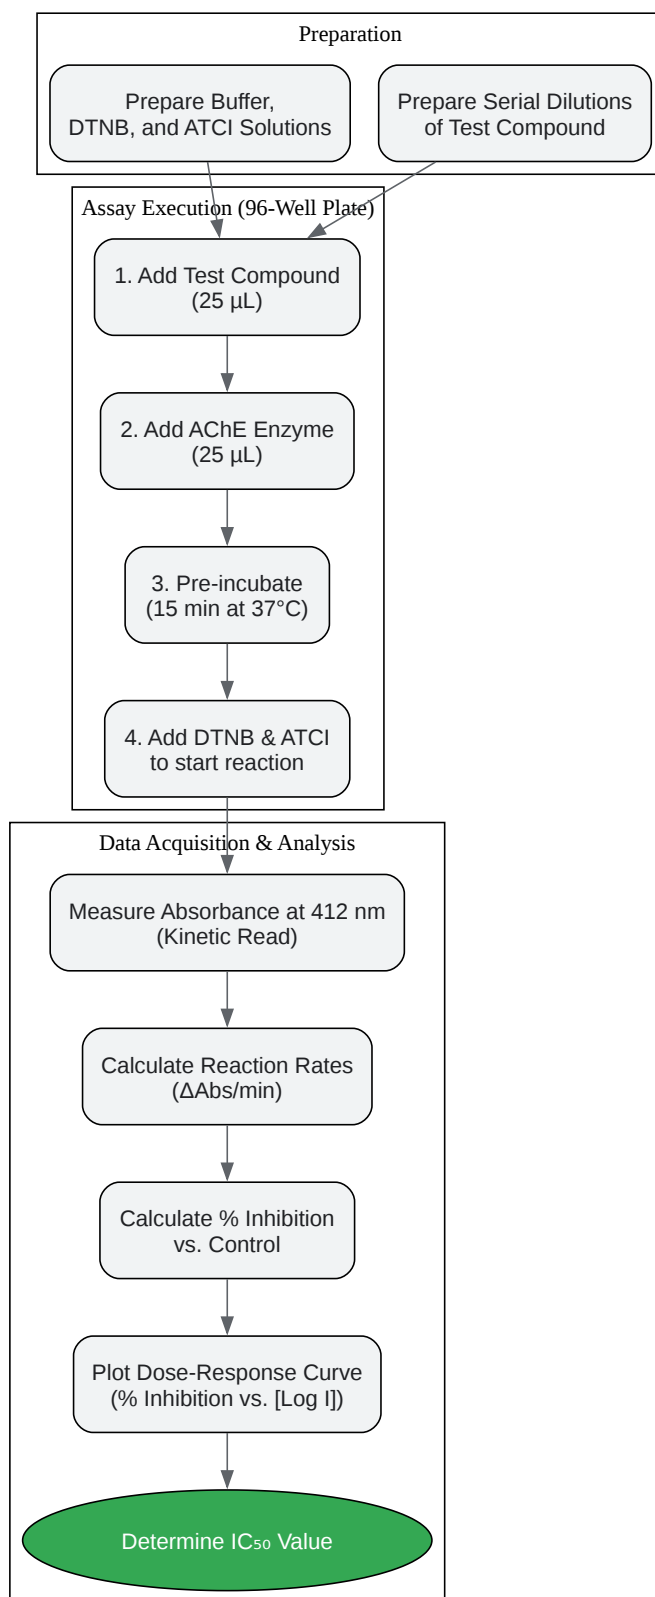 Preparation
Prepare Buffer,
DTNB, and ATCI Solutions
Prepare Serial Dilutions
of Test Compound
Assay Execution (96-Well Plate)
1. Add Test Compound
(25 µL)
2. Add AChE Enzyme
(25 µL)
3. Pre-incubate
(15 min at 37°C)
4. Add DTNB & ATCI
to start reaction
Data Acquisition & Analysis
Measure Absorbance at 412 nm
(Kinetic Read)
Calculate Reaction Rates
(ΔAbs/min)
Calculate % Inhibition
vs. Control
Plot Dose-Response Curve
(% Inhibition vs. [Log I])
Determine IC₅₀ Value